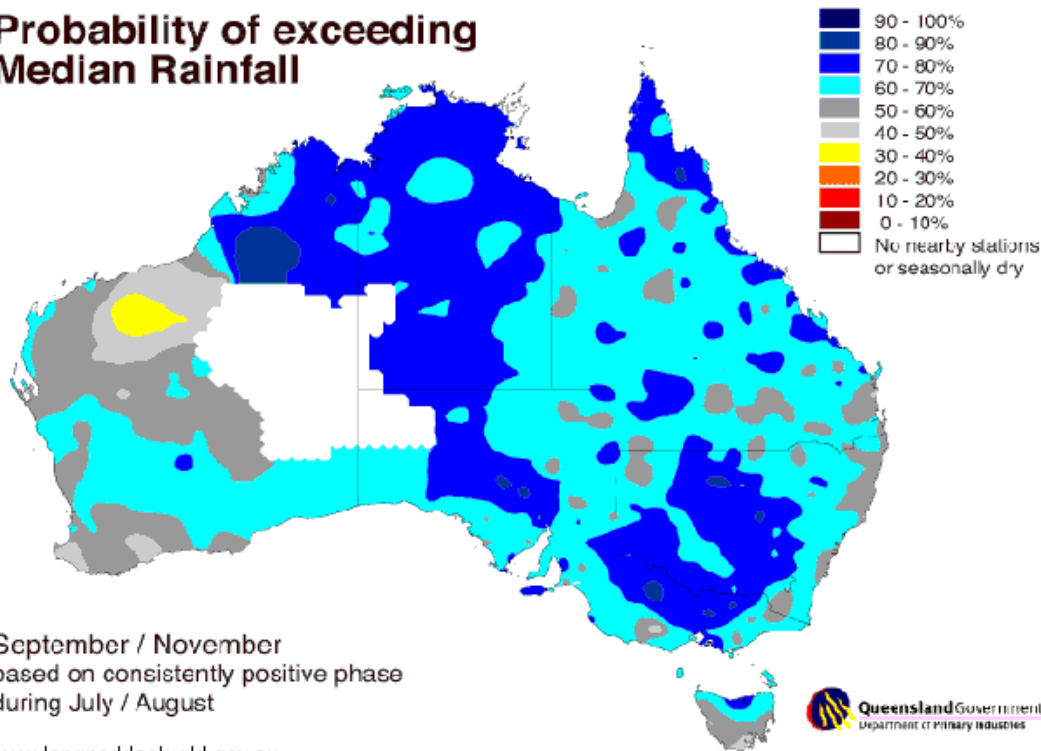 Probability of exceeding
Median Rainfall
90 - 100%
80 - 90%
70 - 80%
60 - 70%
50 - 60%
40 - 50%
30 - 40%
20 - 30%
10 - 20%
0 - 10%
No nearby stations
or seasonally dry
September / November
based on consistently positive phase
during July / August
Queensland Government
Department of Primary Industries